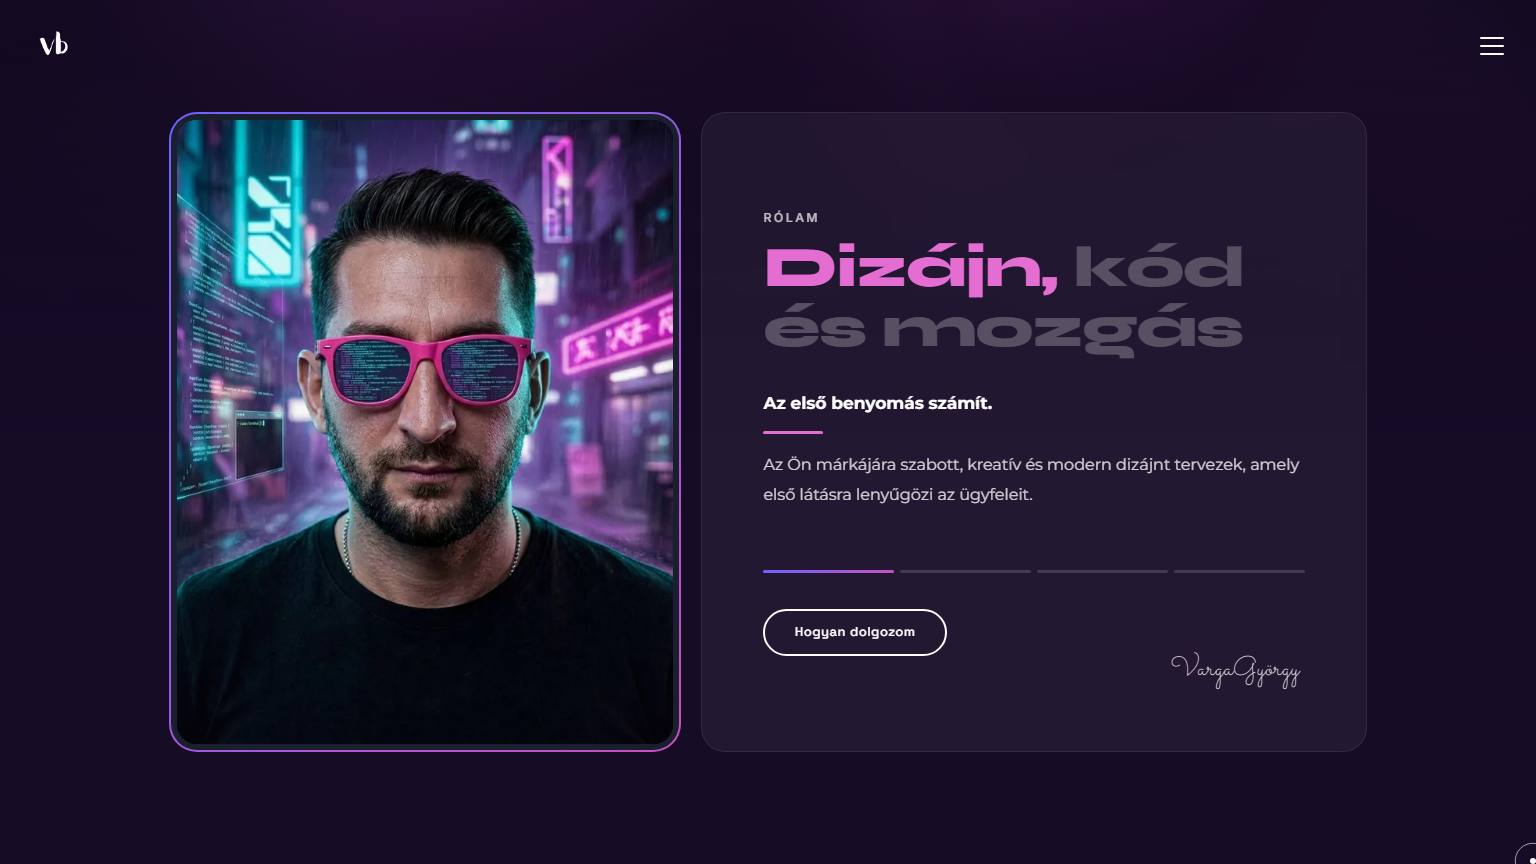 vb
RÓLAM
Dizájn, kód
és mozgás
Az első benyomás számít.
Az Ön márkájára szabott, kreatív és modern dizájnt tervezek, amely
első látásra lenyűgözi az ügyfeleit.
Hogyan dolgozom
VargaGyörgy